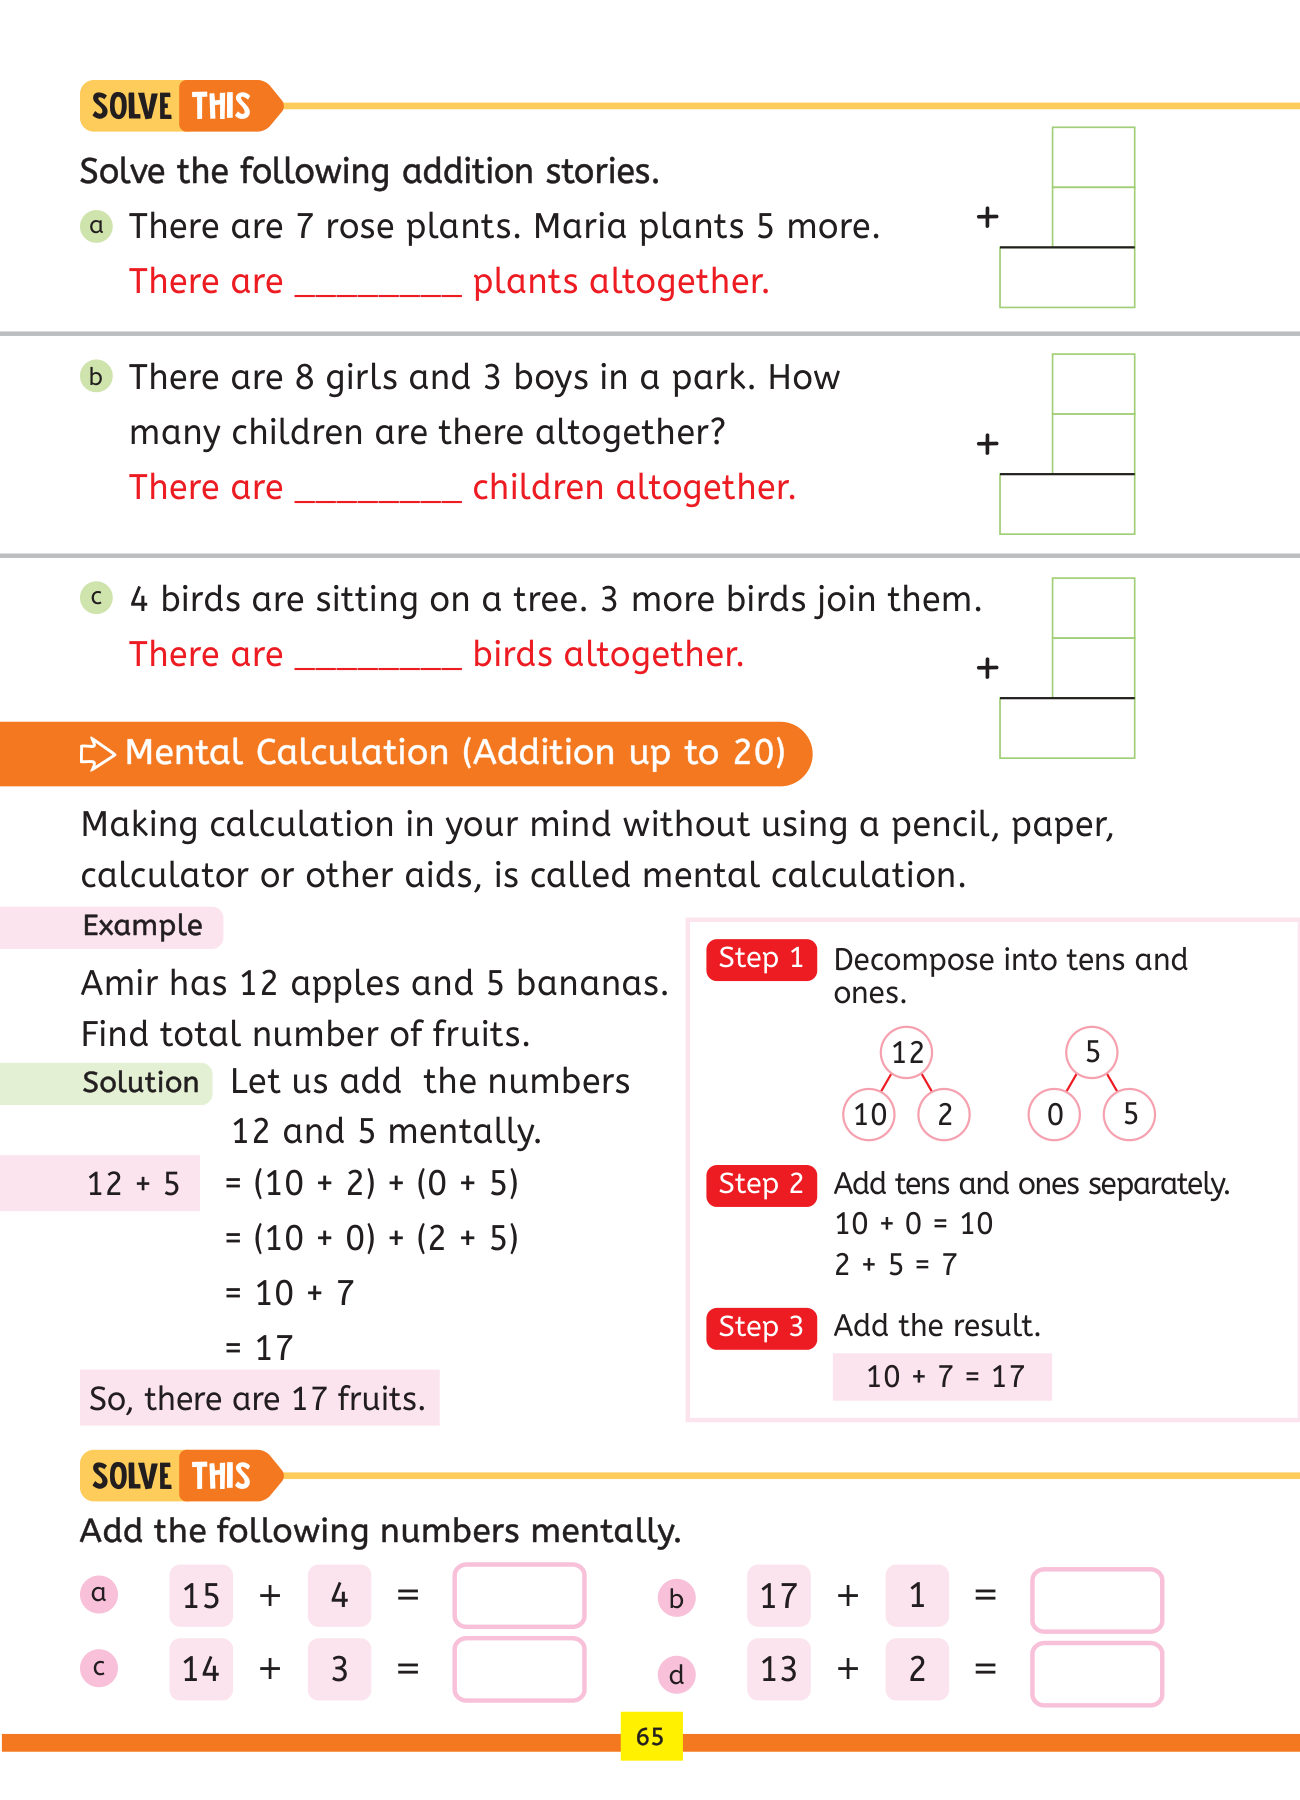 SOLVE THIS
Solve the following addition stories.
a There are 7 rose plants. Maria plants 5 more.
There are ________ plants altogether.
+
b There are 8 girls and 3 boys in a park. How
many children are there altogether?
There are ________ children altogether.
+
c 4 birds are sitting on a tree. 3 more birds join them.
There are ________ birds altogether.
+
Mental Calculation (Addition up to 20)
Making calculation in your mind without using a pencil, paper,
calculator or other aids, is called mental calculation.
Example
Amir has 12 apples and 5 bananas.
Find total number of fruits.
Solution Let us add the numbers
12 and 5 mentally.
12 + 5 = (10 + 2) + (0 + 5)
= (10 + 0) + (2 + 5)
= 10 + 7
= 17
So, there are 17 fruits.
Step 1 Decompose into tens and
ones.
12 5
10 2 0 5
Step 2 Add tens and ones separately.
10 + 0 = 10
2 + 5 = 7
Step 3 Add the result.
10 + 7 = 17
SOLVE THIS
Add the following numbers mentally.
a 15 + 4 =
b 17 + 1 =
c 14 + 3 =
d 13 + 2 =
65